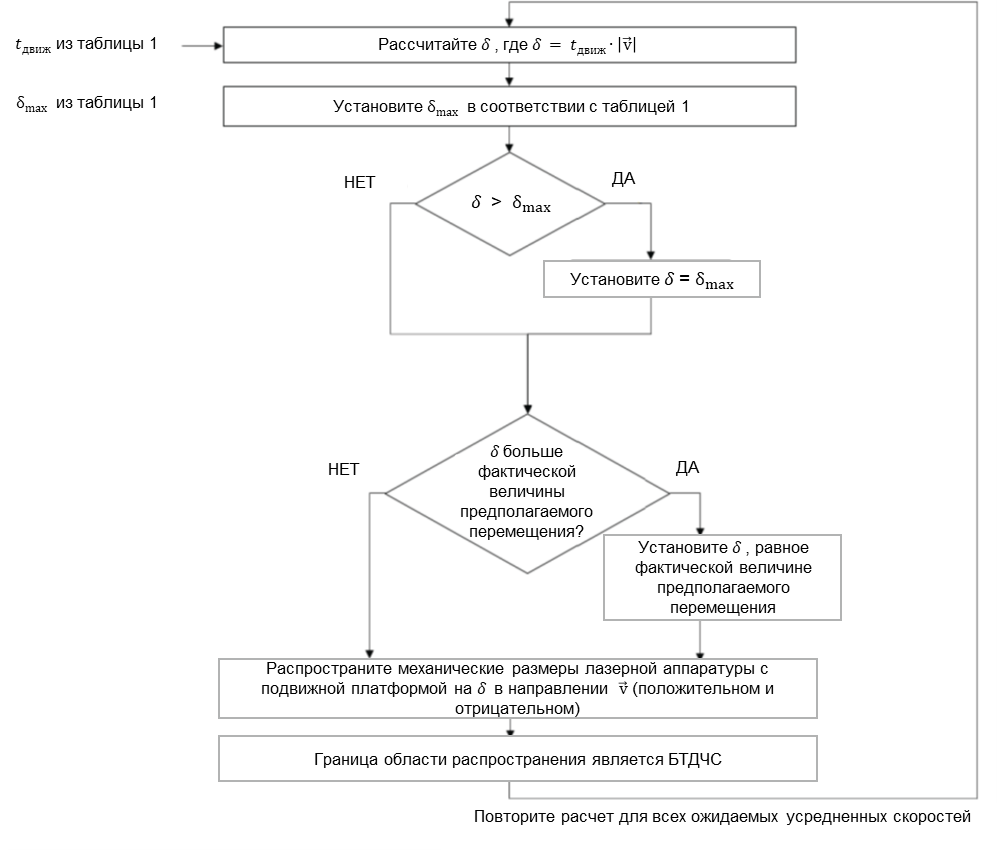 t движ из таблицы 1
Рассчитайте δ , где δ = t движ · |v⃗|
δmax из таблицы 1
Установите δmax в соответствии с таблицей 1
НЕТ
ДА
δ > δmax
Установите δ = δmax
НЕТ
ДА
δ больше
фактической
величины
предполагаемого
перемещения?
Установите δ , равное
фактической величине
предполагаемого
перемещения
Распространите механические размеры лазерной аппаратуры с
подвижной платформой на δ в направлении v⃗ (положительном и
отрицательном)
Граница области распространения является БТДЧС
Повторите расчет для всех ожидаемых усредненных скоростей